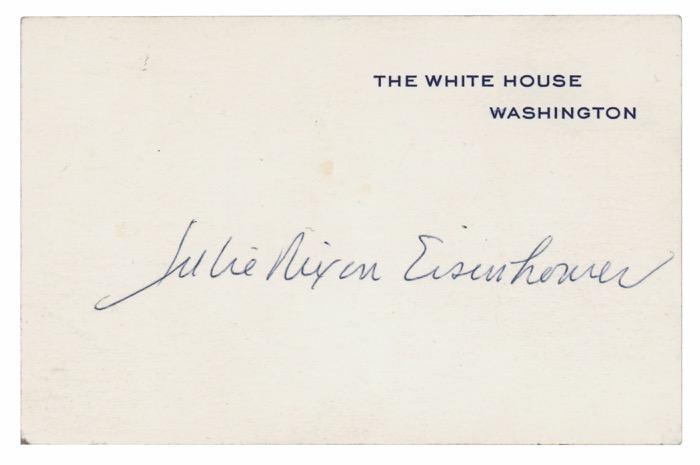 THE WHITE HOUSE
WASHINGTON
Julie Nixon Eisenhower